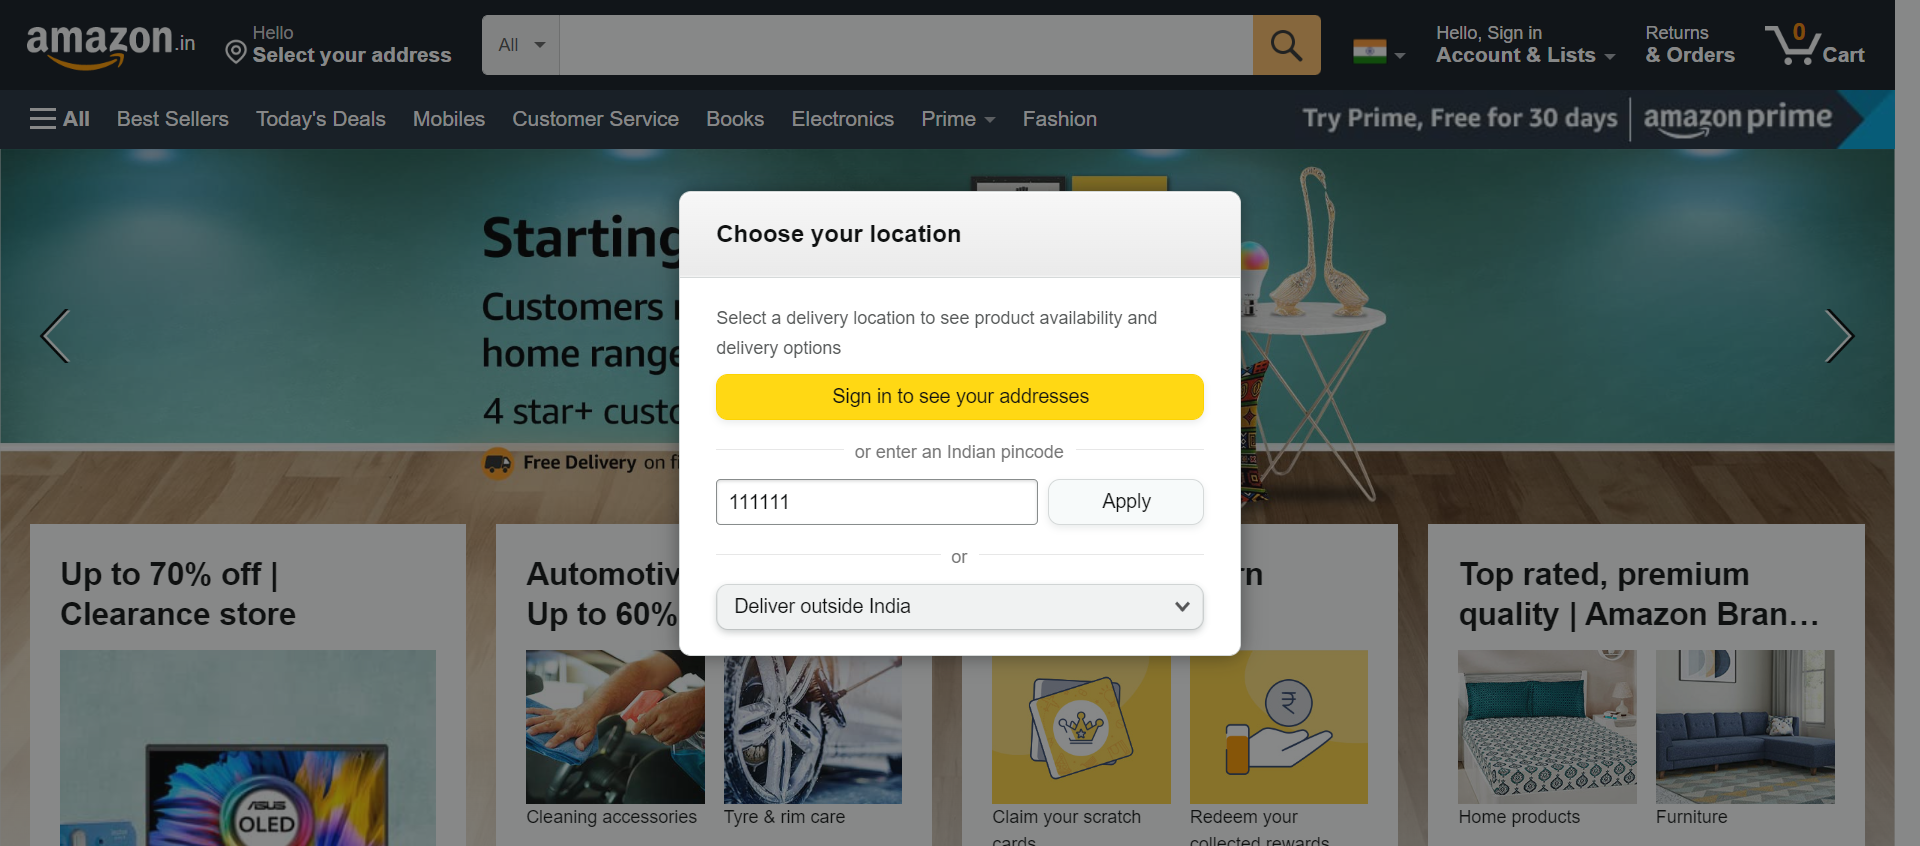 amazon.in
Hello
Select your address
All
Hello, Sign in
Account & Lists
Returns
& Orders
0
Cart
All
Best Sellers
Today's Deals
Mobiles
Customer Service
Books
Electronics
Prime
Fashion
Try Prime, Free for 30 days
amazon prime
Starting
Customers
home range
4 star+
Free Delivery on
Choose your location
Select a delivery location to see product availability and
delivery options
Sign in to see your addresses
or enter an Indian pincode
111111
Apply
or
Deliver outside India
Up to 70% off |
Clearance store
ASUS
OLED
Up to 60%
Cleaning accessories
Tyre & rim care
Claim your scratch
cards
Redeem your
collected rewards
Top rated, premium
quality | Amazon Bran…
Home products
Furniture